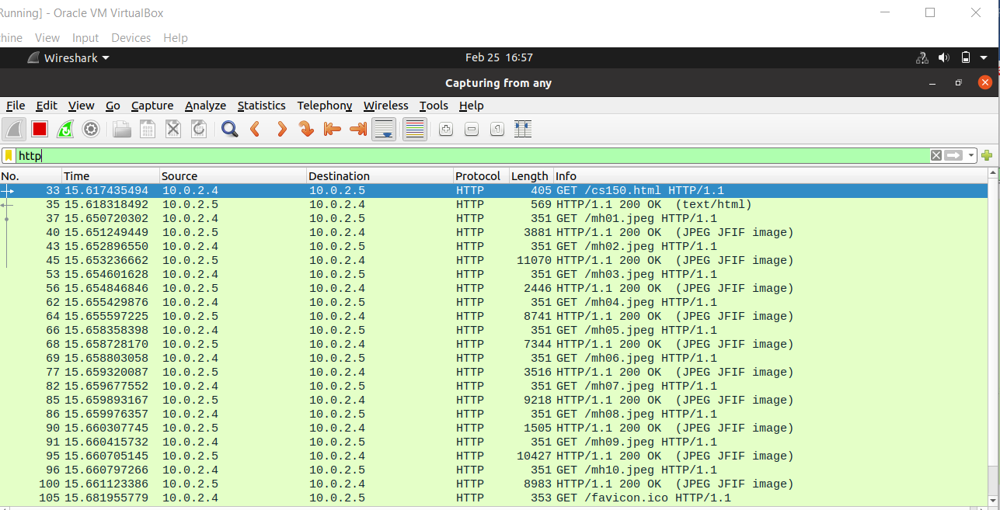 Running] - Oracle VM VirtualBox
chine View Input Devices Help
Wireshark Feb 25 16:57
Capturing from any
File Edit View Go Capture Analyze Statistics Telephony Wireless Tools Help
http
No. Time Source Destination Protocol Length Info
33 15.617435494 10.0.2.4 10.0.2.5 HTTP 405 GET /cs150.html HTTP/1.1
35 15.618318492 10.0.2.5 10.0.2.4 HTTP 569 HTTP/1.1 200 OK (text/html)
37 15.650720302 10.0.2.4 10.0.2.5 HTTP 351 GET /mh01.jpeg HTTP/1.1
40 15.651249449 10.0.2.5 10.0.2.4 HTTP 3881 HTTP/1.1 200 OK (JPEG JFIF image)
43 15.652896550 10.0.2.4 10.0.2.5 HTTP 351 GET /mh02.jpeg HTTP/1.1
45 15.653236662 10.0.2.5 10.0.2.4 HTTP 11070 HTTP/1.1 200 OK (JPEG JFIF image)
53 15.654601628 10.0.2.4 10.0.2.5 HTTP 351 GET /mh03.jpeg HTTP/1.1
56 15.654846846 10.0.2.5 10.0.2.4 HTTP 2446 HTTP/1.1 200 OK (JPEG JFIF image)
62 15.655429876 10.0.2.4 10.0.2.5 HTTP 351 GET /mh04.jpeg HTTP/1.1
64 15.655597225 10.0.2.5 10.0.2.4 HTTP 8741 HTTP/1.1 200 OK (JPEG JFIF image)
66 15.658358398 10.0.2.4 10.0.2.5 HTTP 351 GET /mh05.jpeg HTTP/1.1
68 15.658728170 10.0.2.5 10.0.2.4 HTTP 7344 HTTP/1.1 200 OK (JPEG JFIF image)
69 15.658803058 10.0.2.4 10.0.2.5 HTTP 351 GET /mh06.jpeg HTTP/1.1
77 15.659320087 10.0.2.5 10.0.2.4 HTTP 3516 HTTP/1.1 200 OK (JPEG JFIF image)
82 15.659677552 10.0.2.4 10.0.2.5 HTTP 351 GET /mh07.jpeg HTTP/1.1
85 15.659893167 10.0.2.5 10.0.2.4 HTTP 9218 HTTP/1.1 200 OK (JPEG JFIF image)
86 15.659976357 10.0.2.4 10.0.2.5 HTTP 351 GET /mh08.jpeg HTTP/1.1
90 15.660307745 10.0.2.5 10.0.2.4 HTTP 1505 HTTP/1.1 200 OK (JPEG JFIF image)
91 15.660415732 10.0.2.4 10.0.2.5 HTTP 351 GET /mh09.jpeg HTTP/1.1
95 15.660705145 10.0.2.5 10.0.2.4 HTTP 10427 HTTP/1.1 200 OK (JPEG JFIF image)
96 15.660797266 10.0.2.4 10.0.2.5 HTTP 351 GET /mh10.jpeg HTTP/1.1
100 15.661123386 10.0.2.5 10.0.2.4 HTTP 8983 HTTP/1.1 200 OK (JPEG JFIF image)
105 15.681955779 10.0.2.4 10.0.2.5 HTTP 353 GET /favicon.ico HTTP/1.1